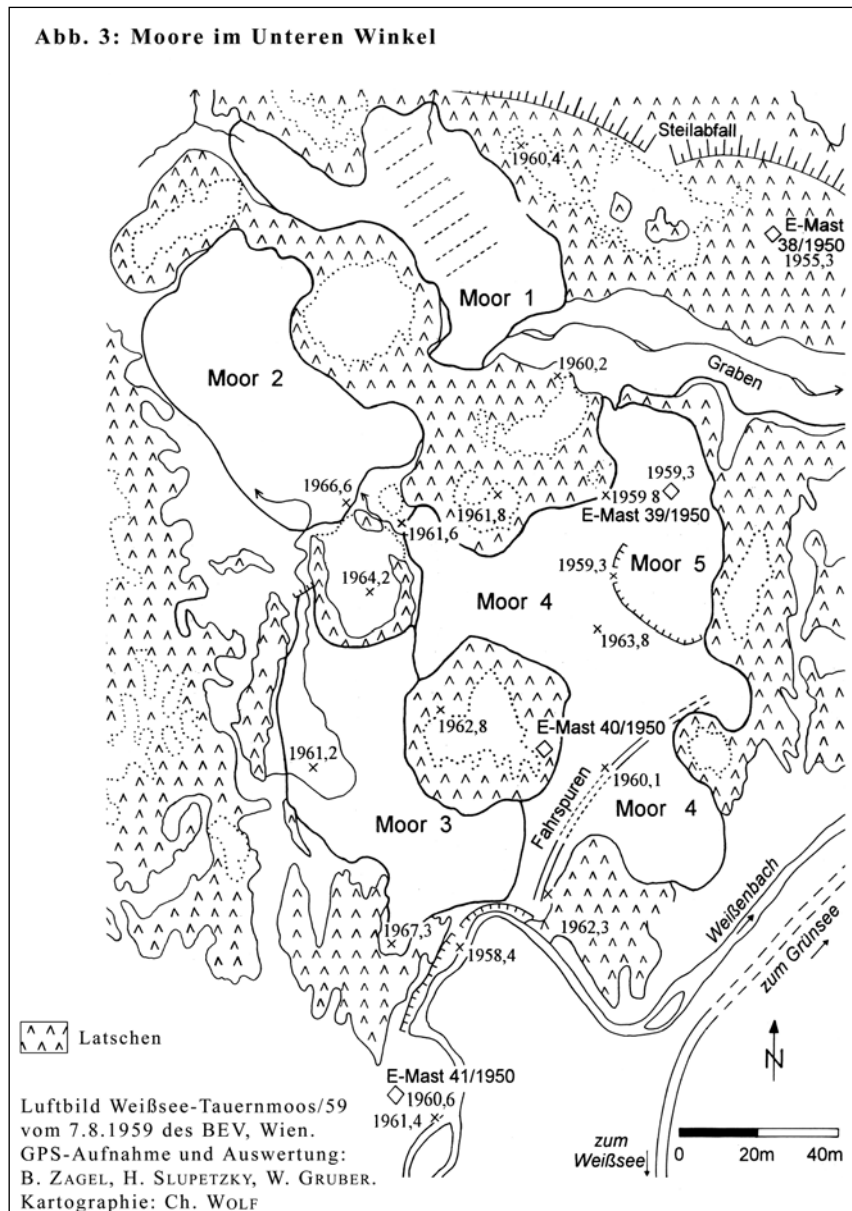 Abb. 3: Moore im Unteren Winkel
Steilabfall
1960,4
E-Mast
38/1950
1955,3
Moor 1
Graben
1960,2
Moor 2
1959,3
1966,6
1961,8
1959 8
1961,6
E-Mast 39/1950
1959,3
Moor 5
1964,2
Moor 4
1963,8
1962,8
E-Mast 40/1950
1961,2
1960,1
Fahrspuren
Moor 4
Moor 3
Weißenbach
1967,3
1962,3
1958,4
zum Grünsee
Latschen
N
E-Mast 41/1950
1960,6
1961,4
Luftbild Weißsee-Tauernmoos/59
vom 7.8.1959 des BEV, Wien.
GPS-Aufnahme und Auswertung:
B. ZAGEL, H. SLUPETZKY, W. GRUBER.
Kartographie: Ch. WOLF
zum
Weißsee
0 20m 40m